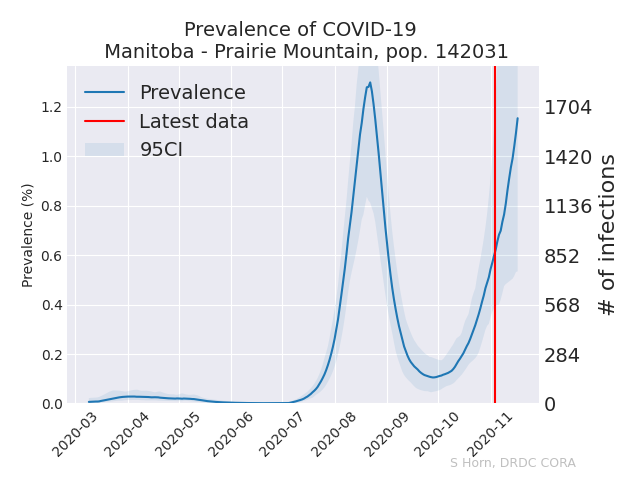 Prevalence of COVID-19
Manitoba - Prairie Mountain, pop. 142031
Prevalence
Latest data
95CI
Prevalence (%)
1.2
1.0
0.8
0.6
0.4
0.2
0.0
1704
1420
1136
852
568
284
0
# of infections
2020-03
2020-04
2020-05
2020-06
2020-07
2020-08
2020-09
2020-10
2020-11
S Horn, DRDC CORA